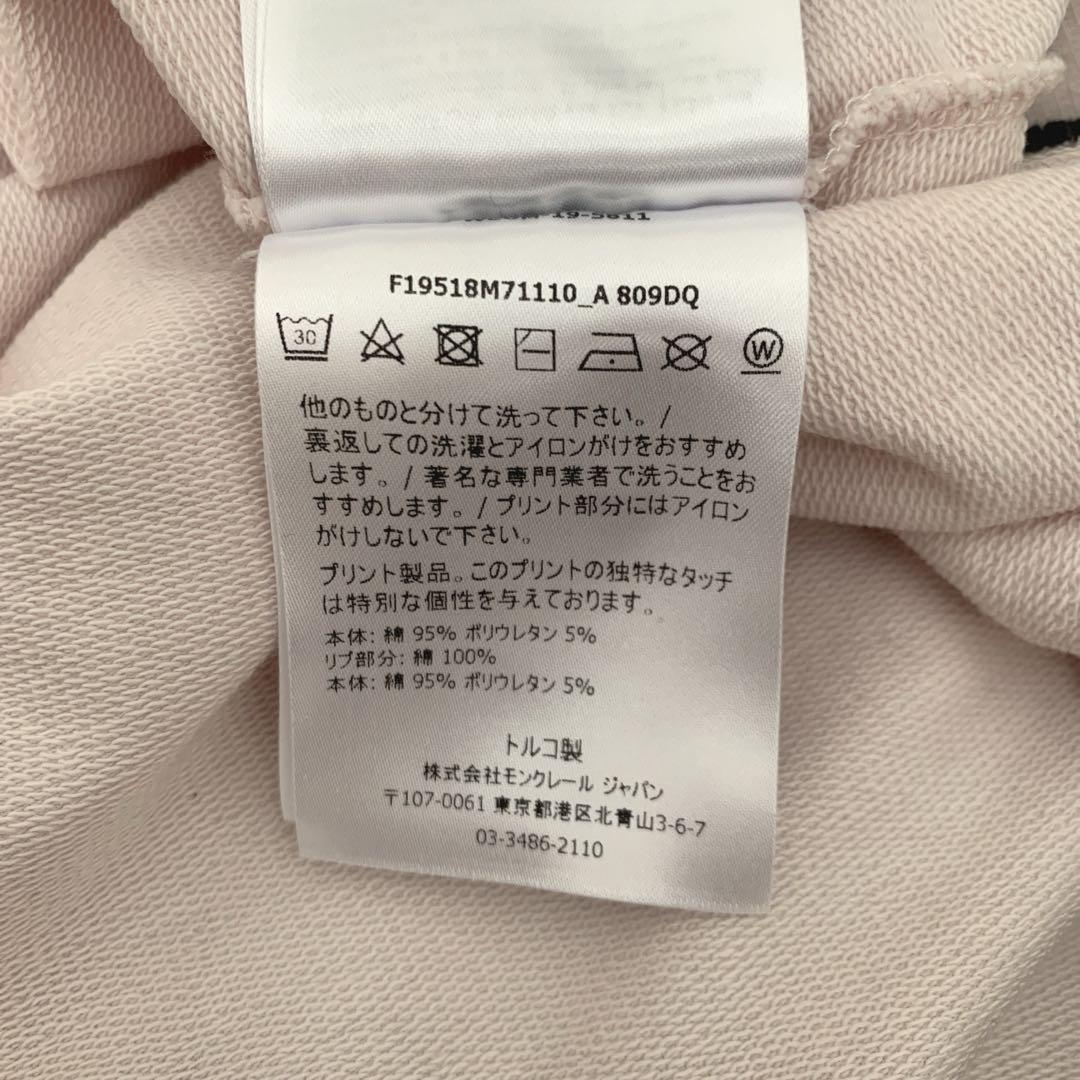 19-5811
F19518M71110_A 809DQ
30
W
他のものと分けて洗って下さい。/
裏返しての洗濯とアイロンがけをおすすめ
します。/ 著名な専門業者で洗うことをお
すすめします。/ プリント部分にはアイロン
がけしないで下さい。
プリント製品。このプリントの独特なタッチ
は特別な個性を与えております。
本体: 綿 95% ポリウレタン 5%
リブ部分: 綿 100%
本体: 綿 95% ポリウレタン 5%
トルコ製
株式会社モンクレール ジャパン
〒107-0061 東京都港区北青山3-6-7
03-3486-2110